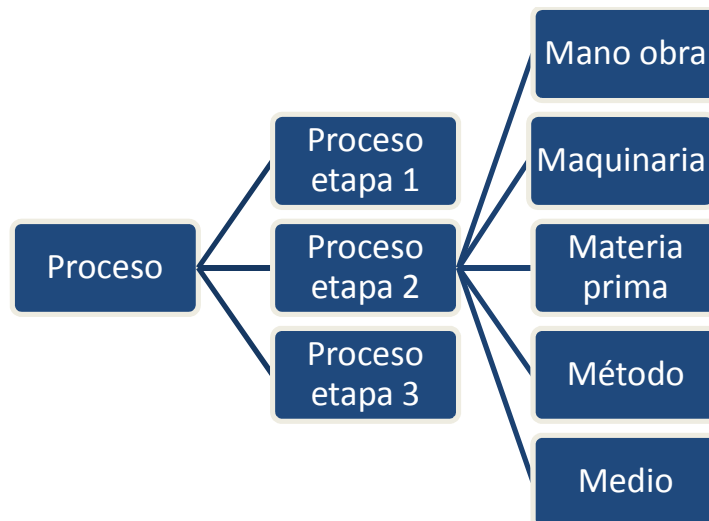 Proceso
Proceso
etapa 1
Proceso
etapa 2
Proceso
etapa 3
Mano obra
Maquinaria
Materia
prima
Método
Medio